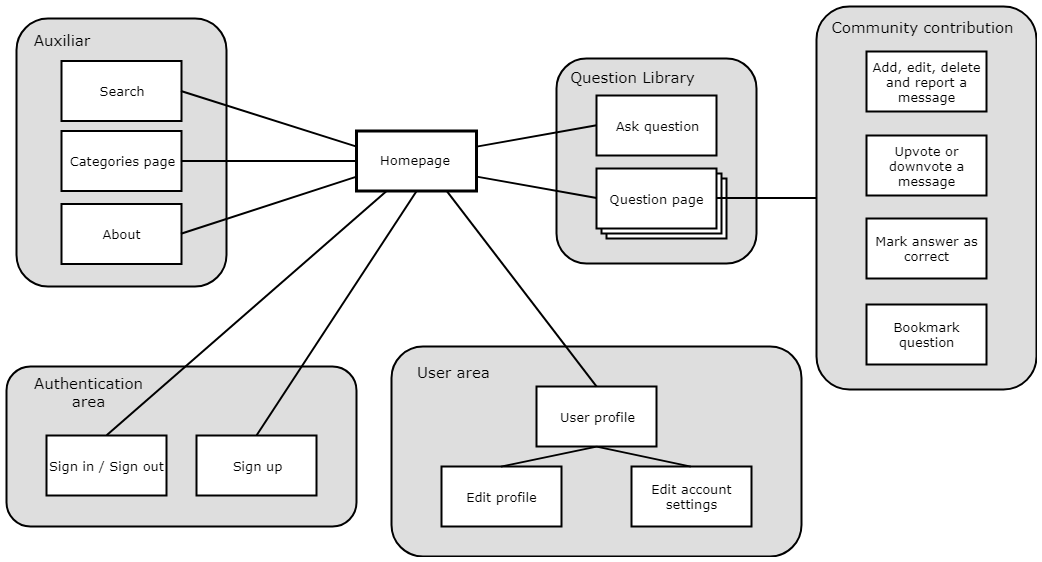 Auxiliar
Search
Categories page
About
Homepage
Question Library
Ask question
Question page
Community contribution
Add, edit, delete
and report a
message
Upvote or
downvote a
message
Mark answer as
correct
Bookmark
question
Authentication
area
Sign in / Sign out
Sign up
User area
User profile
Edit profile
Edit account
settings